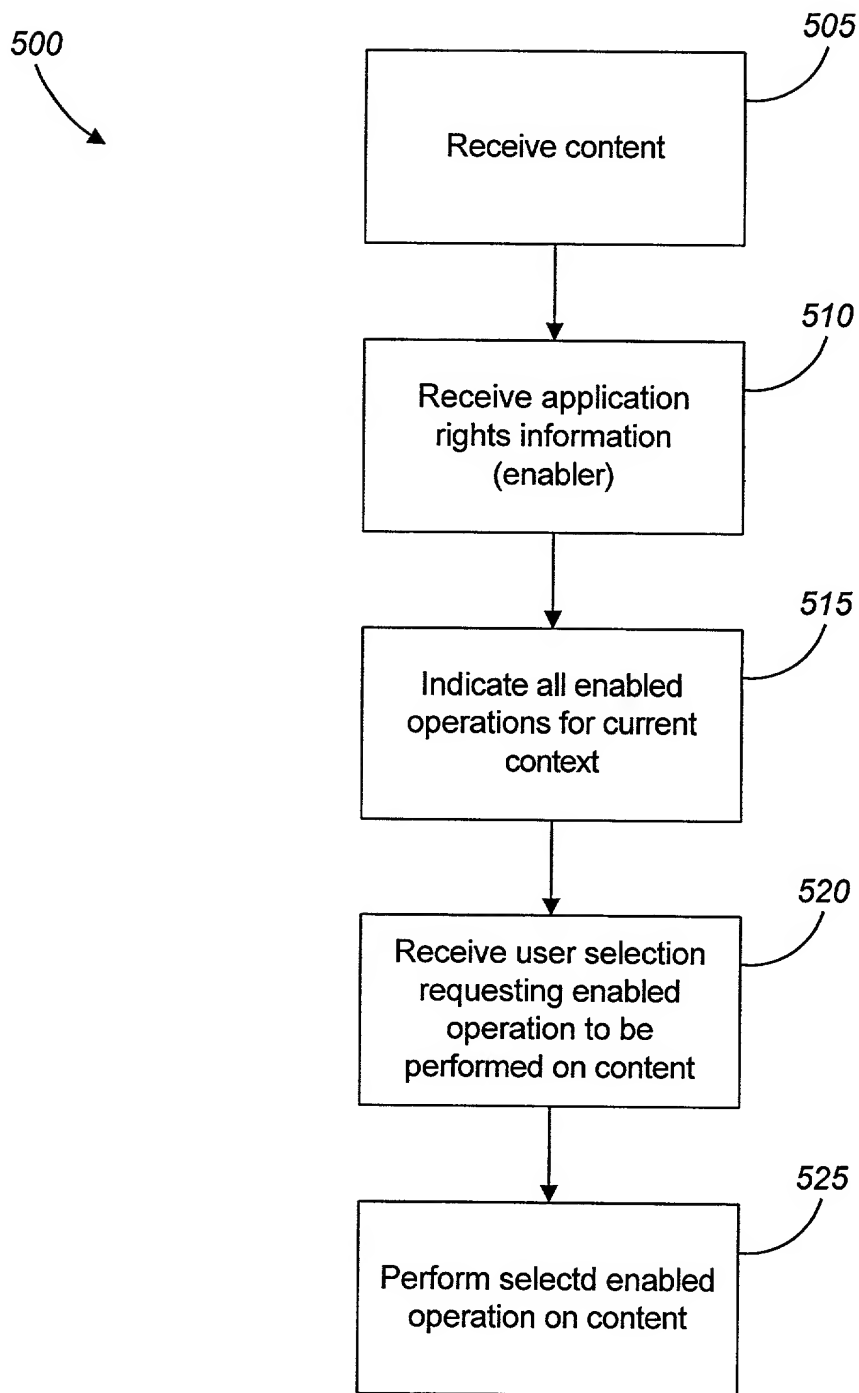 500
505
Receive content
510
Receive application
rights information
(enabler)
515
Indicate all enabled
operations for current
context
520
Receive user selection
requesting enabled
operation to be
performed on content
525
Perform selectd enabled
operation on content